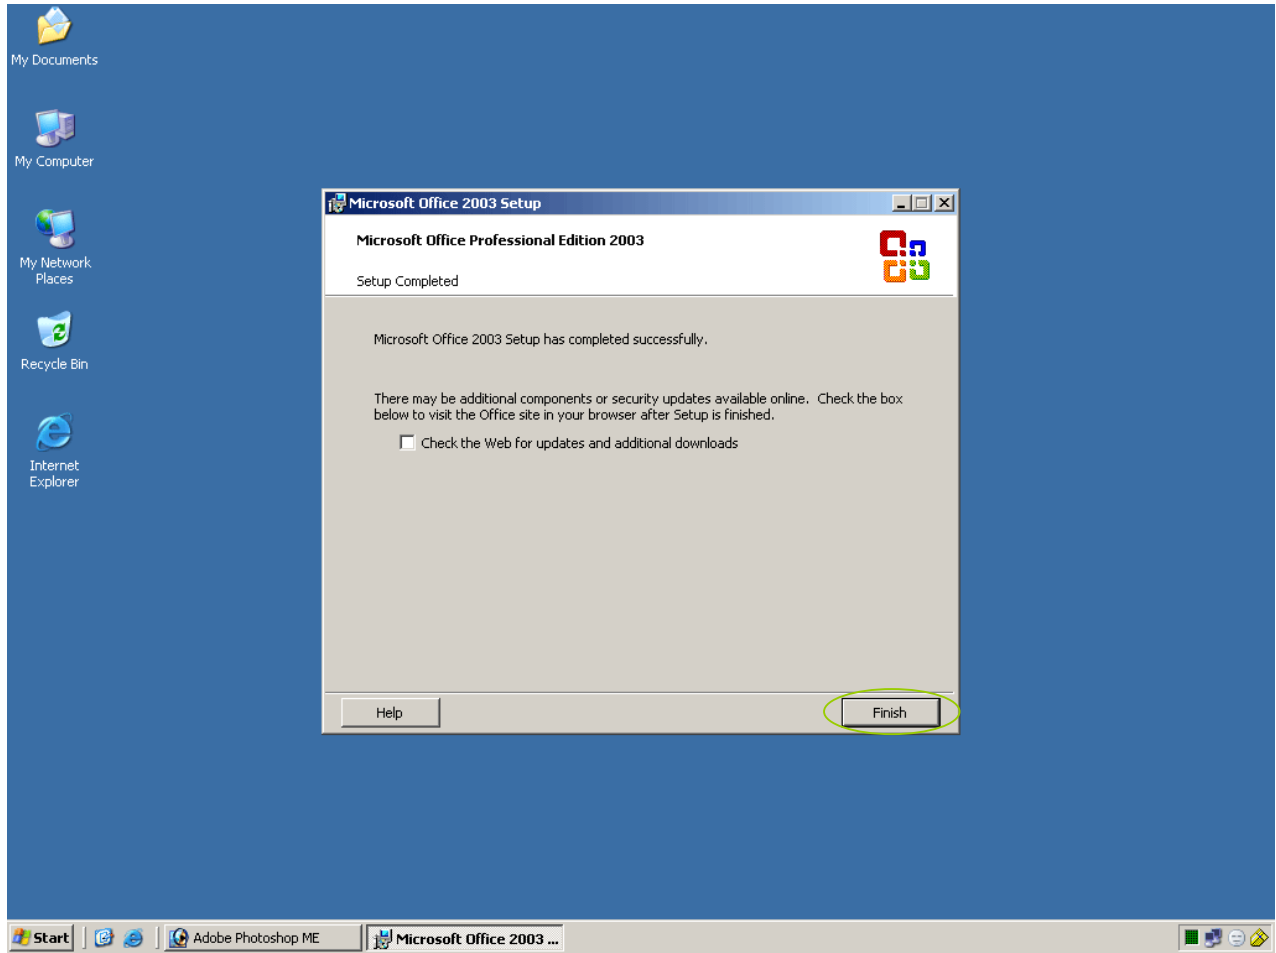 My Documents
My Computer
My Network
Places
Recycle Bin
Internet
Explorer
Microsoft Office 2003 Setup
Microsoft Office Professional Edition 2003
Setup Completed
Microsoft Office 2003 Setup has completed successfully.
There may be additional components or security updates available online.  Check the box
below to visit the Office site in your browser after Setup is finished.
Check the Web for updates and additional downloads
Help
Finish
Start
Adobe Photoshop ME
Microsoft Office 2003 ...